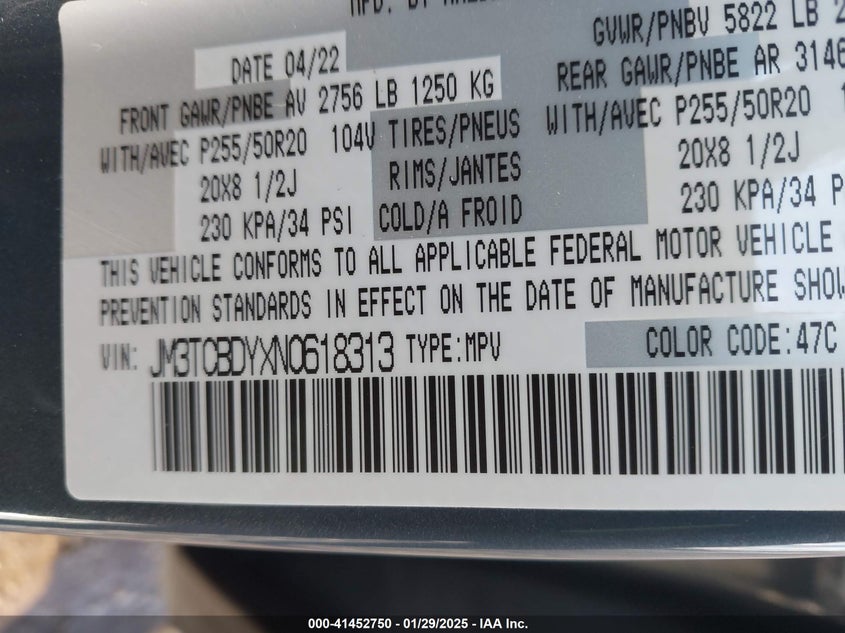 MFD. BY
GVWR/PNBV 5822 LB
DATE 04/22
REAR GAWR/PNBE AR 3146
FRONT GAWR/PNBE AV 2756 LB 1250 KG
WITH/AVEC P255/50R20 104V TIRES/PNEUS WITH/AVEC P255/50R20
20X8 1/2J RIMS/JANTES 20X8 1/2J
230 KPA/34 PSI COLD/A FROID 230 KPA/34
THIS VEHICLE CONFORMS TO ALL APPLICABLE FEDERAL MOTOR VEHICLE
PREVENTION STANDARDS IN EFFECT ON THE DATE OF MANUFACTURE
VIN: JM3TCBDYXN0618313 TYPE:MPV COLOR CODE:47C
000-41452750 - 01/29/2025 - IAA Inc.